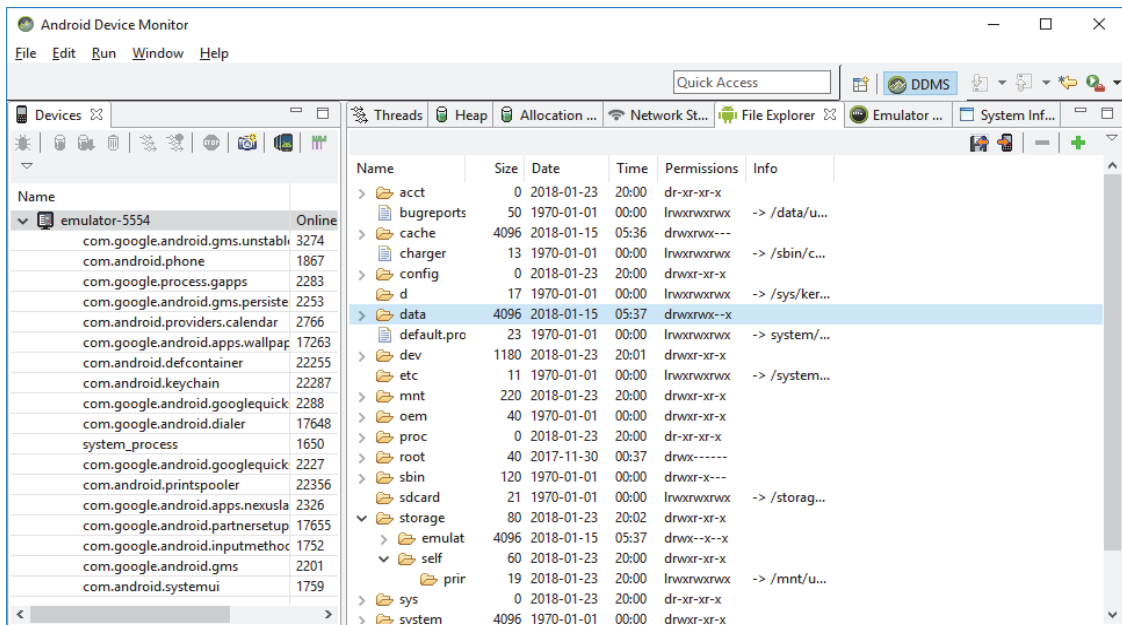 Android Device Monitor
File Edit Run Window Help
Quick Access
DDMS
Devices
Name
emulator-5554 Online
com.google.android.gms.unstabl 3274
com.android.phone 1867
com.google.process.gapps 2283
com.google.android.gms.persiste 2253
com.android.providers.calendar 2766
com.google.android.apps.wallpap 17263
com.android.defcontainer 22255
com.android.keychain 22287
com.google.android.googlequick 2288
com.google.android.dialer 17648
system_process 1650
com.google.android.googlequick 2227
com.android.printspooler 22356
com.google.android.apps.nexusla 2326
com.google.android.partnersetup 17655
com.google.android.inputmethod 1752
com.google.android.gms 2201
com.android.systemui 1759
Threads Heap Allocation ... Network St... File Explorer Emulator ... System Inf...
Name Size Date Time Permissions Info
acct 0 2018-01-23 20:00 dr-xr-xr-x
bugreports 50 1970-01-01 00:00 lrwxrwxrwx -> /data/u...
cache 4096 2018-01-15 05:36 drwxrwx---
charger 13 1970-01-01 00:00 lrwxrwxrwx -> /sbin/c...
config 0 2018-01-23 20:00 drwxr-xr-x
d 17 1970-01-01 00:00 lrwxrwxrwx -> /sys/ker...
data 4096 2018-01-15 05:37 drwxrwx--x
default.pro 23 1970-01-01 00:00 lrwxrwxrwx -> system/...
dev 1180 2018-01-23 20:01 drwxr-xr-x
etc 11 1970-01-01 00:00 lrwxrwxrwx -> /system...
mnt 220 2018-01-23 20:00 drwxr-xr-x
oem 40 1970-01-01 00:00 drwxr-xr-x
proc 0 2018-01-23 20:00 dr-xr-xr-x
root 40 2017-11-30 00:37 drwx------
sbin 120 1970-01-01 00:00 drwxr-x---
sdcard 21 1970-01-01 00:00 lrwxrwxrwx -> /storag...
storage 80 2018-01-23 20:02 drwxr-xr-x
emulat 4096 2018-01-15 05:37 drwx--x--x
self 60 2018-01-23 20:00 drwxr-xr-x
prir 19 2018-01-23 20:00 lrwxrwxrwx -> /mnt/u...
sys 0 2018-01-23 20:00 dr-xr-xr-x
system 4096 1970-01-01 00:00 drwxr-xr-x